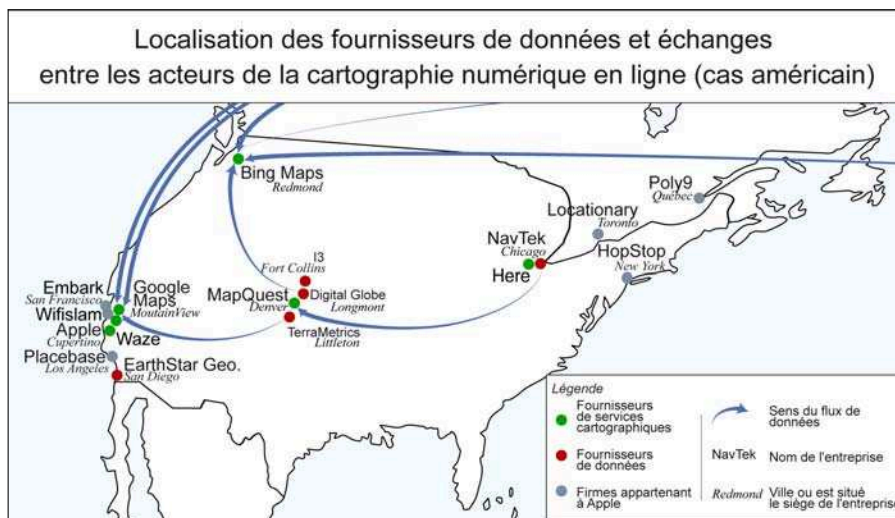 Localisation des fournisseurs de données et échanges
entre les acteurs de la cartographie numérique en ligne (cas américain)
Bing Maps
Redmond
Poly9
Québec
Locationary
Toronto
NavTek
Chicago
Here
HopStop
New York
I3
Fort Collins
MapQuest
Denver
Digital Globe
Longmont
TerraMetrics
Littleton
Embark
San Francisco
Google
Maps
MoutainView
Wifislam
Apple
Cupertino
Waze
Placebase
Los Angeles
EarthStar Geo.
San Diego
Légende
Fournisseurs
de services
cartographiques
Fournisseurs
de données
Firmes appartenant
à Apple
Sens du flux de
données
NavTek
Nom de l'entreprise
Redmond
Ville ou est situé
le siège de l'entreprise